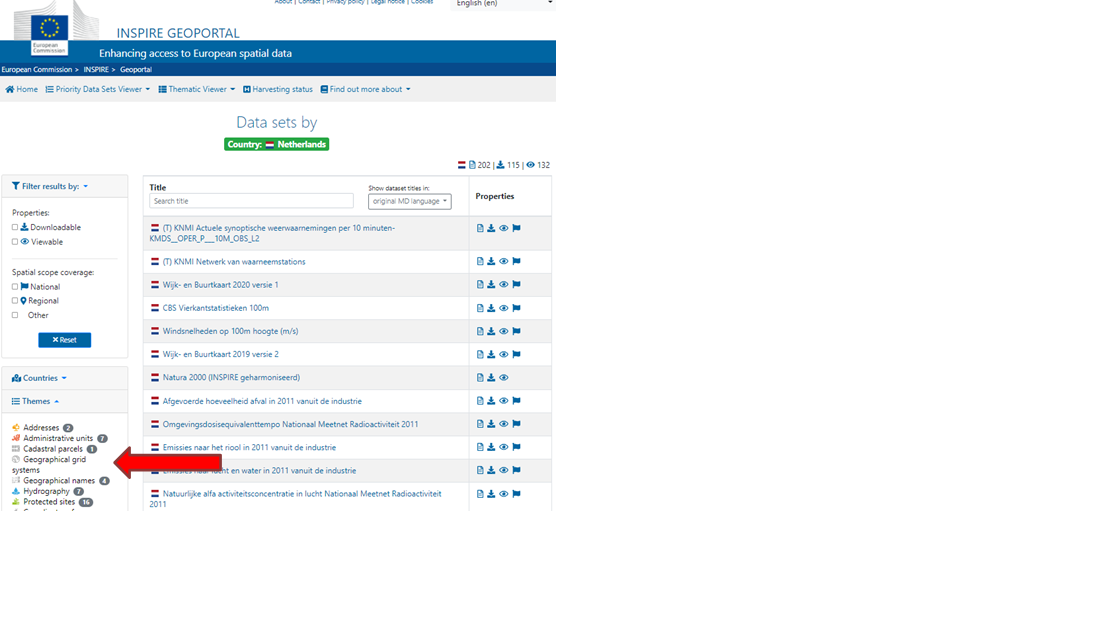 About | Contact | Privacy policy | Legal notice | Cookies
English (en)
European
Commission
INSPIRE GEOPORTAL
Enhancing access to European spatial data
European Commission > INSPIRE > Geoportal
Home Priority Data Sets Viewer Thematic Viewer Harvesting status Find out more about
Data sets by
Country: Netherlands
202 | 115 | 132
Filter results by:
Properties:
Downloadable
Viewable
Spatial scope coverage:
National
Regional
Other
Reset
Countries
Themes
Addresses 2
Administrative units 7
Cadastral parcels 1
Geographical grid
systems
Geographical names 4
Hydrography 7
Protected sites 16
Title
Search title
Show dataset titles in:
original MD language
Properties
(T) KNMI Actuele synoptische weerwaarnemingen per 10 minuten-
KMDS__OPER_P___10M_OBS_L2
(T) KNMI Netwerk van waarneemstations
Wijk- en Buurtkaart 2020 versie 1
CBS Vierkantstatistieken 100m
Windsnelheden op 100m hoogte (m/s)
Wijk- en Buurtkaart 2019 versie 2
Natura 2000 (INSPIRE geharmoniseerd)
Afgevoerde hoeveelheid afval in 2011 vanuit de industrie
Omgevingsdosisequivalenttempo Nationaal Meetnet Radioactiviteit 2011
Emissies naar het riool in 2011 vanuit de industrie
Emissies naar lucht en water in 2011 vanuit de industrie
Natuurlijke alfa activiteitsconcentratie in lucht Nationaal Meetnet Radioactiviteit
2011